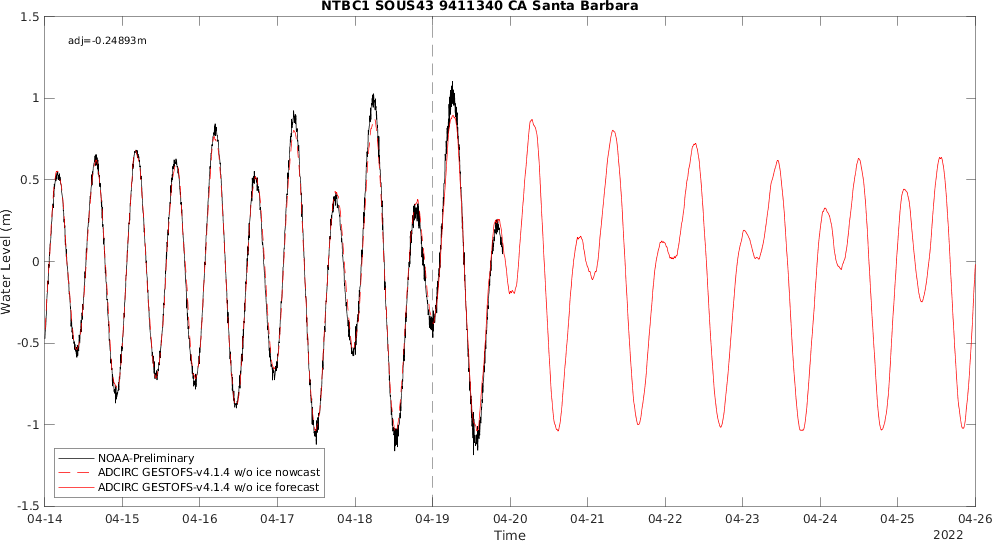 NTBC1 SOUS43 9411340 CA Santa Barbara
adj=-0.24893m
1.5
1
0.5
0
-0.5
-1
-1.5
Water Level (m)
NOAA-Preliminary
ADCIRC GESTOFS-v4.1.4 w/o ice nowcast
ADCIRC GESTOFS-v4.1.4 w/o ice forecast
04-14 04-15 04-16 04-17 04-18 04-19 04-20 04-21 04-22 04-23 04-24 04-25 04-26
Time
2022